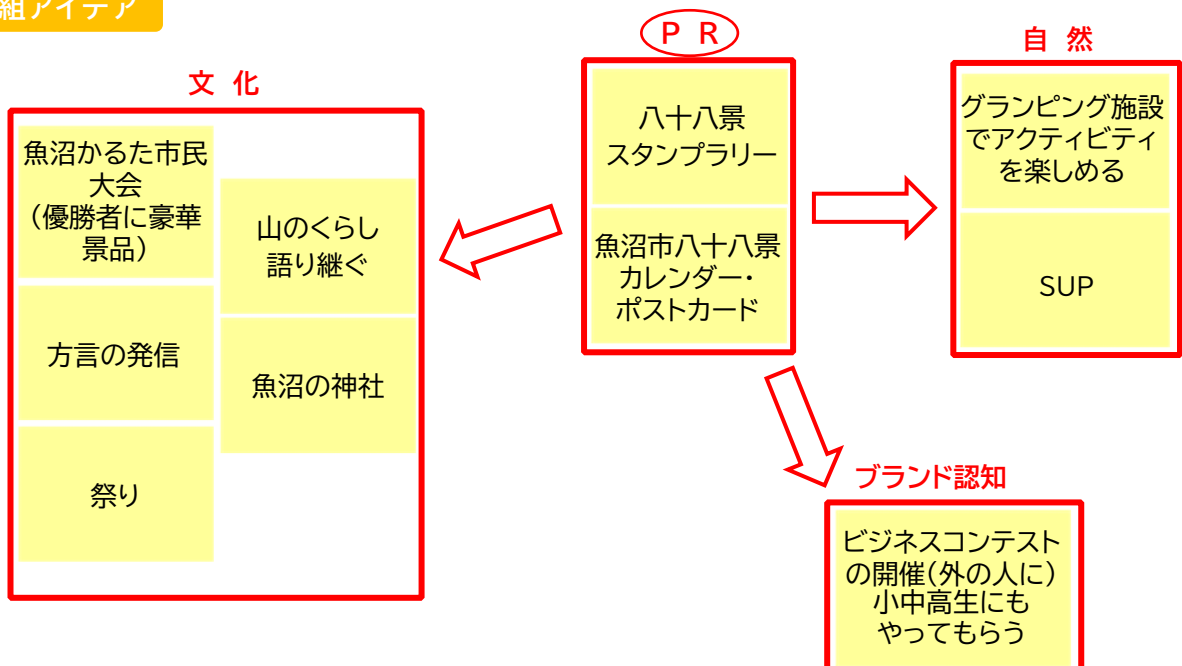 組アイデア
文 化
魚沼かるた市民
大会
(優勝者に豪華
景品)
方言の発信
祭り
山のくらし
語り継ぐ
魚沼の神社
P R
八十八景
スタンプラリー
魚沼市八十八景
カレンダー・
ポストカード
自 然
グランピング施設
でアクティビティ
を楽しめる
SUP
ブランド認知
ビジネスコンテスト
の開催(外の人に)
小中高生にも
やってもらう